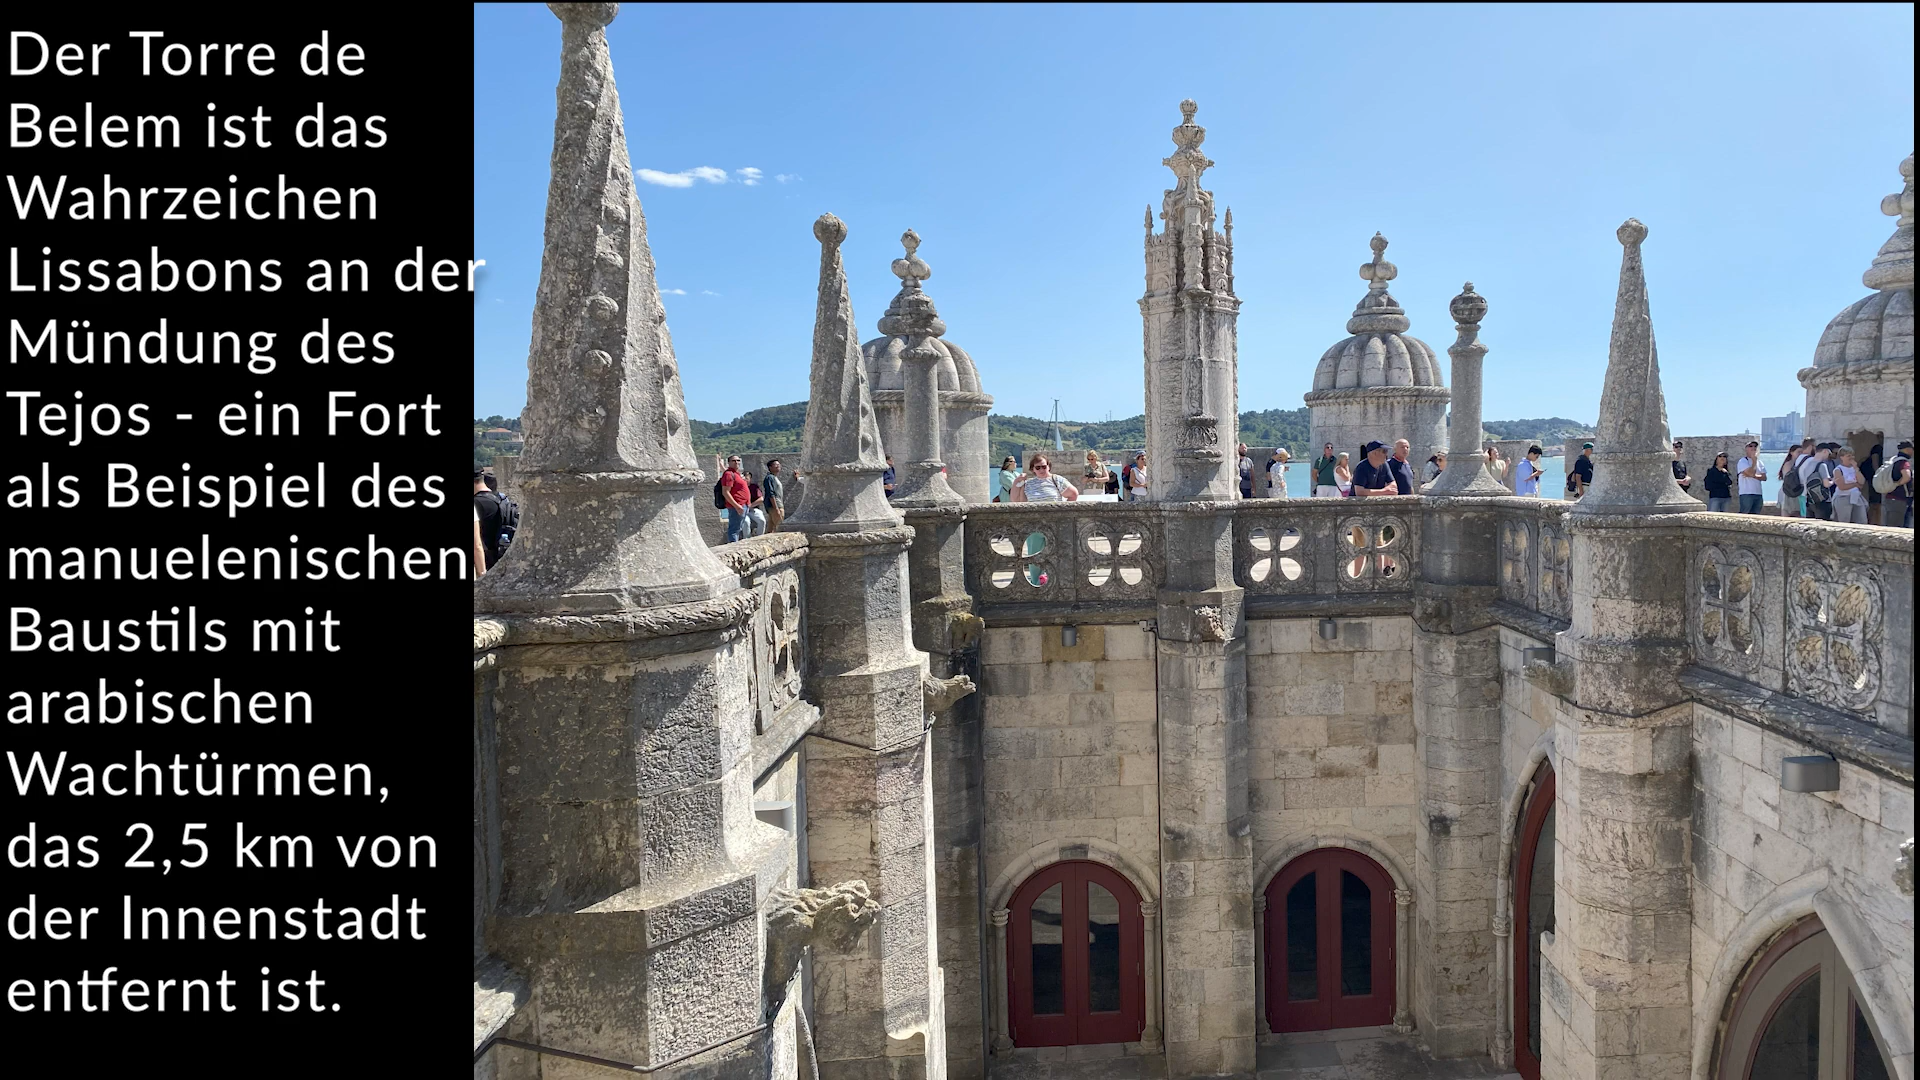 Der Torre de
Belem ist das
Wahrzeichen
Lissabons an der
Mündung des
Tejos - ein Fort
als Beispiel des
manuelenischen
Baustils mit
arabischen
Wachtürmen,
das 2,5 km von
der Innenstadt
entfernt ist.